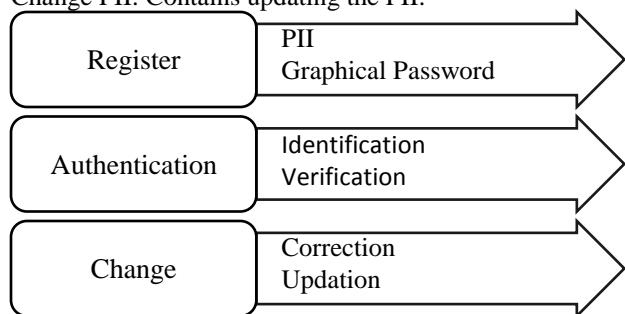 Change PII: Contains updating the PII.
Register
PII
Graphical Password
Authentication
Identification
Verification
Change
Correction
Updation